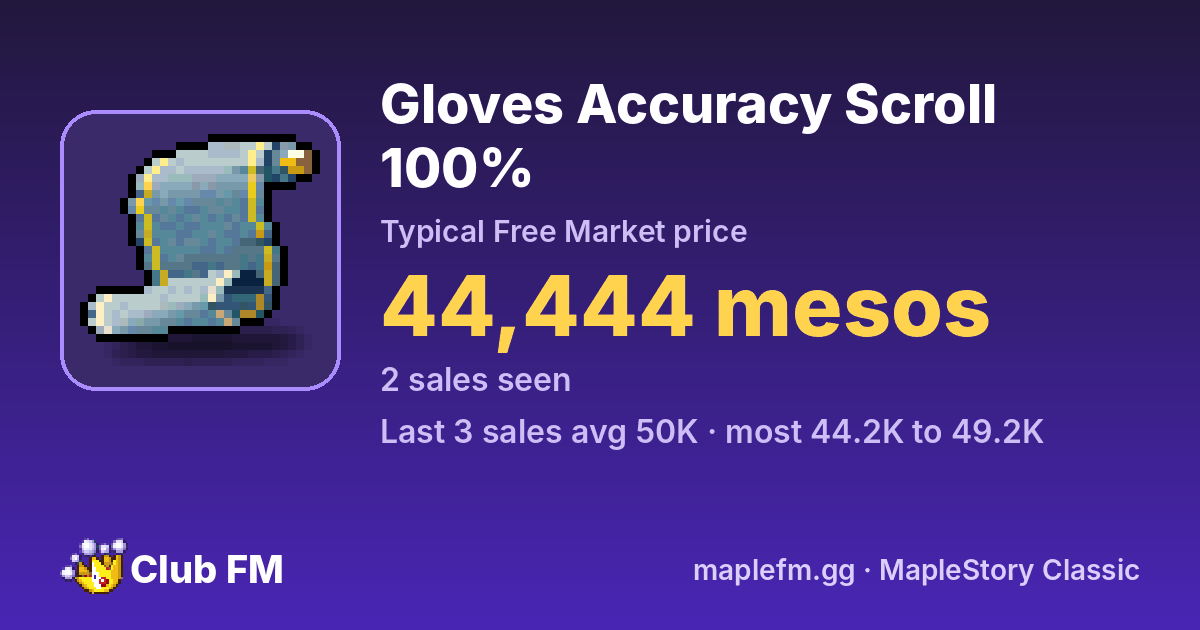 Gloves Accuracy Scroll
100%
Typical Free Market price
44,444 mesos
2 sales seen
Last 3 sales avg 50K · most 44.2K to 49.2K
Club FM
maplefm.gg · MapleStory Classic